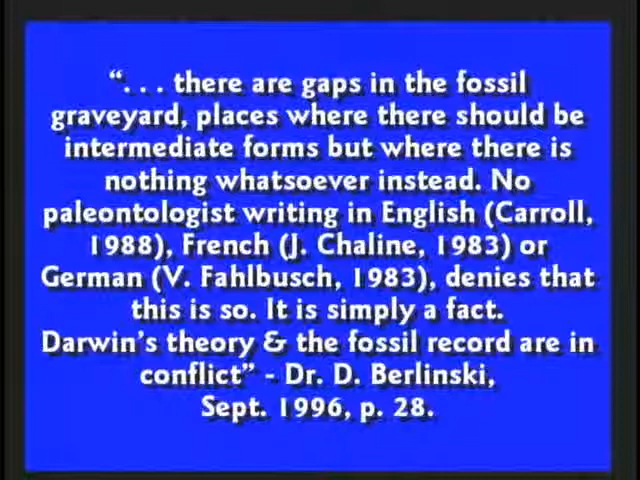 “. . . there are gaps in the fossil
graveyard, places where there should be
intermediate forms but where there is
nothing whatsoever instead. No
paleontologist writing in English (Carroll,
1988), French (J. Chaline, 1983) or
German (V. Fahlbusch, 1983), denies that
this is so. It is simply a fact.
Darwin’s theory & the fossil record are in
conflict” - Dr. D. Berlinski,
Sept. 1996, p. 28.